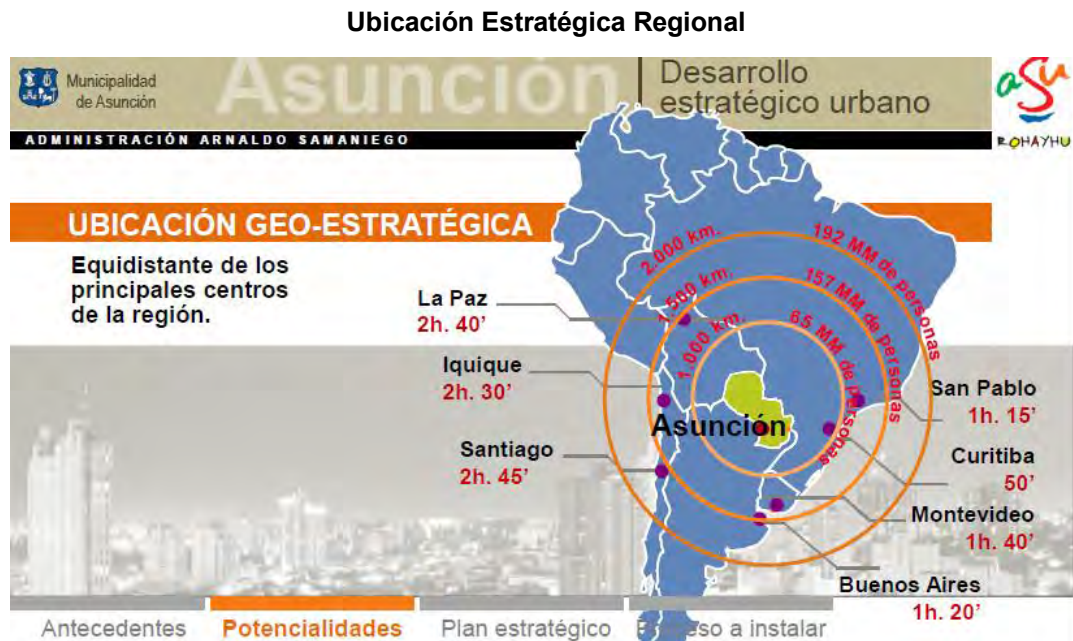 Ubicación Estratégica Regional
Municipalidad
de Asunción
Asunción
Desarrollo
estratégico urbano
asu
ROHAYHU
ADMINISTRACIÓN ARNALDO SAMANIEGO
UBICACIÓN GEO-ESTRATÉGICA
Equidistante de los
principales centros
de la región.
2.000 km.
192 MM de personas
1.500 km.
157 MM de personas
1.000 km.
65 MM de personas
La Paz
2h. 40'
Iquique
2h. 30'
Santiago
2h. 45'
Asunción
San Pablo
1h. 15'
Curitiba
50'
Montevideo
1h. 40'
Buenos Aires
1h. 20'
Antecedentes
Potencialidades
Plan estratégico
a instalar